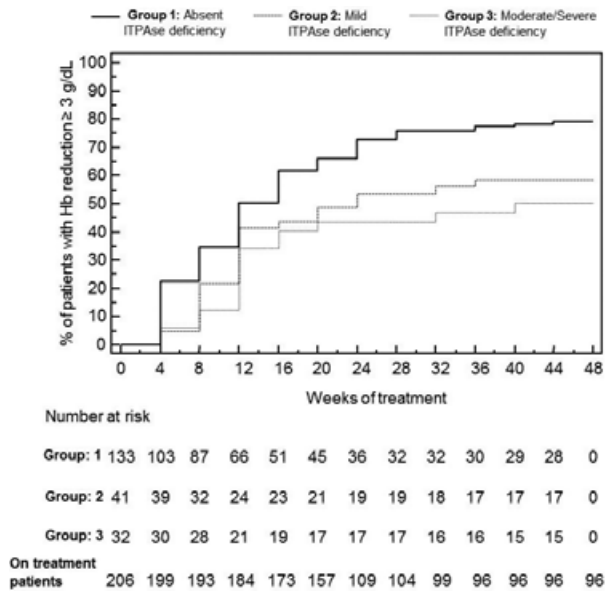 Group 1: Absent ITPAse deficiency
Group 2: Mild ITPAse deficiency
Group 3: Moderate/Severe ITPAse deficiency
% of patients with Hb reduction ≥ 3 g/dL
100
90
80
70
60
50
40
30
20
10
0
0 4 8 12 16 20 24 28 32 36 40 44 48
Weeks of treatment
Number at risk
Group: 1 133 103 87 66 51 45 36 32 32 30 29 28 0
Group: 2 41 39 32 24 23 21 19 19 18 17 17 17 0
Group: 3 32 30 28 21 19 17 17 17 16 16 15 15 0
On treatment
patients 206 199 193 184 173 157 109 104 99 96 96 96 96